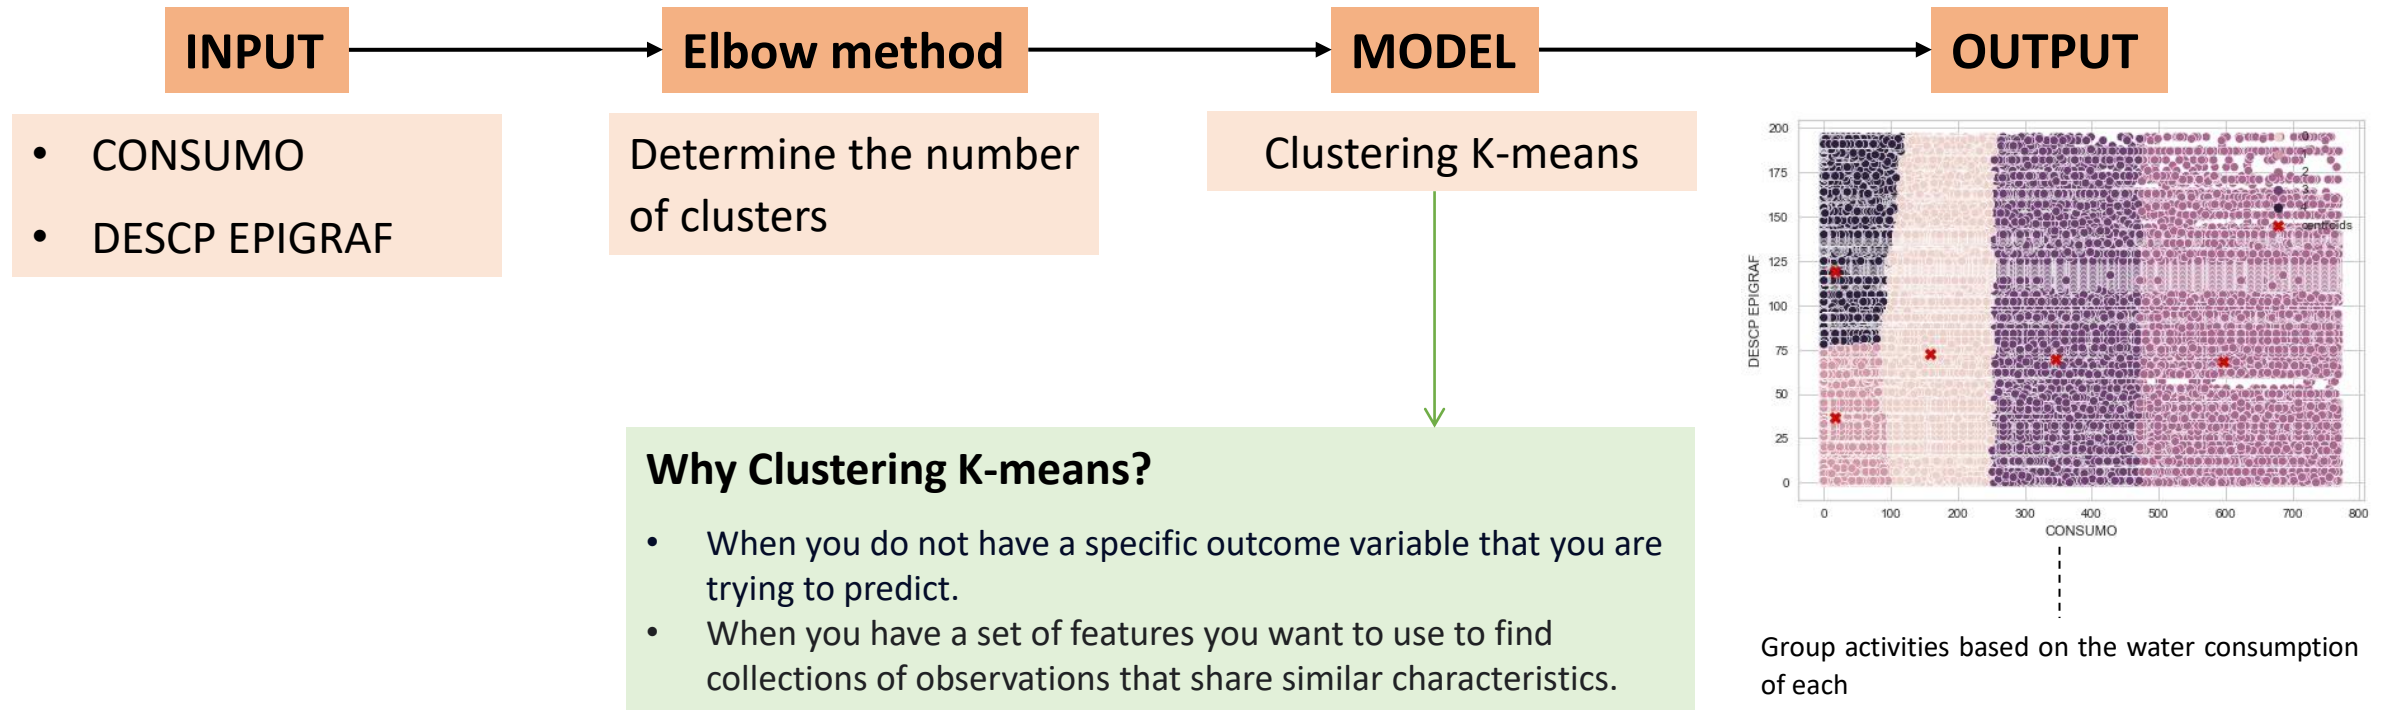 INPUT
Elbow method
MODEL
OUTPUT
• CONSUMO
• DESCP EPIGRAF
Determine the number
of clusters
Clustering K-means
Why Clustering K-means?
• When you do not have a specific outcome variable that you are
trying to predict.
• When you have a set of features you want to use to find
collections of observations that share similar characteristics.
200
175
150
125
100
75
50
25
0
DESCP EPIGRAF
0
1
2
3
centroids
0 100 200 300 400 500 600 700 800
CONSUMO
Group activities based on the water consumption
of each